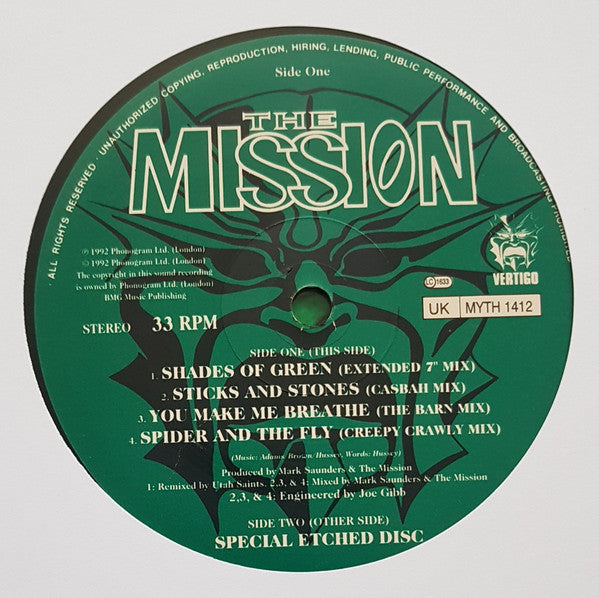 ALL RIGHTS RESERVED · UNAUTHORIZED COPYING, REPRODUCTION, HIRING, LENDING, PUBLIC PERFORMANCE AND BROADCASTING PROHIBITED
Side One
THE
MISSION
℗ 1992 Phonogram Ltd. (London)
© 1992 Phonogram Ltd. (London)
The copyright in this sound recording
is owned by Phonogram Ltd. (London)
BMG Music Publishing
VERTIGO
LC 1633
UK MYTH 1412
STEREO 33 RPM
SIDE ONE (THIS SIDE)
1. SHADES OF GREEN (EXTENDED 7" MIX)
2. STICKS AND STONES (CASBAH MIX)
3. YOU MAKE ME BREATHE (THE BARN MIX)
4. SPIDER AND THE FLY (CREEPY CRAWLY MIX)
(Music: Adams/Brown/Hussey, Words: Hussey)
Produced by Mark Saunders & The Mission
1: Remixed by Utah Saints. 2,3, & 4: Mixed by Mark Saunders & The Mission
2,3, & 4: Engineered by Joe Gibb
SIDE TWO (OTHER SIDE)
SPECIAL ETCHED DISC